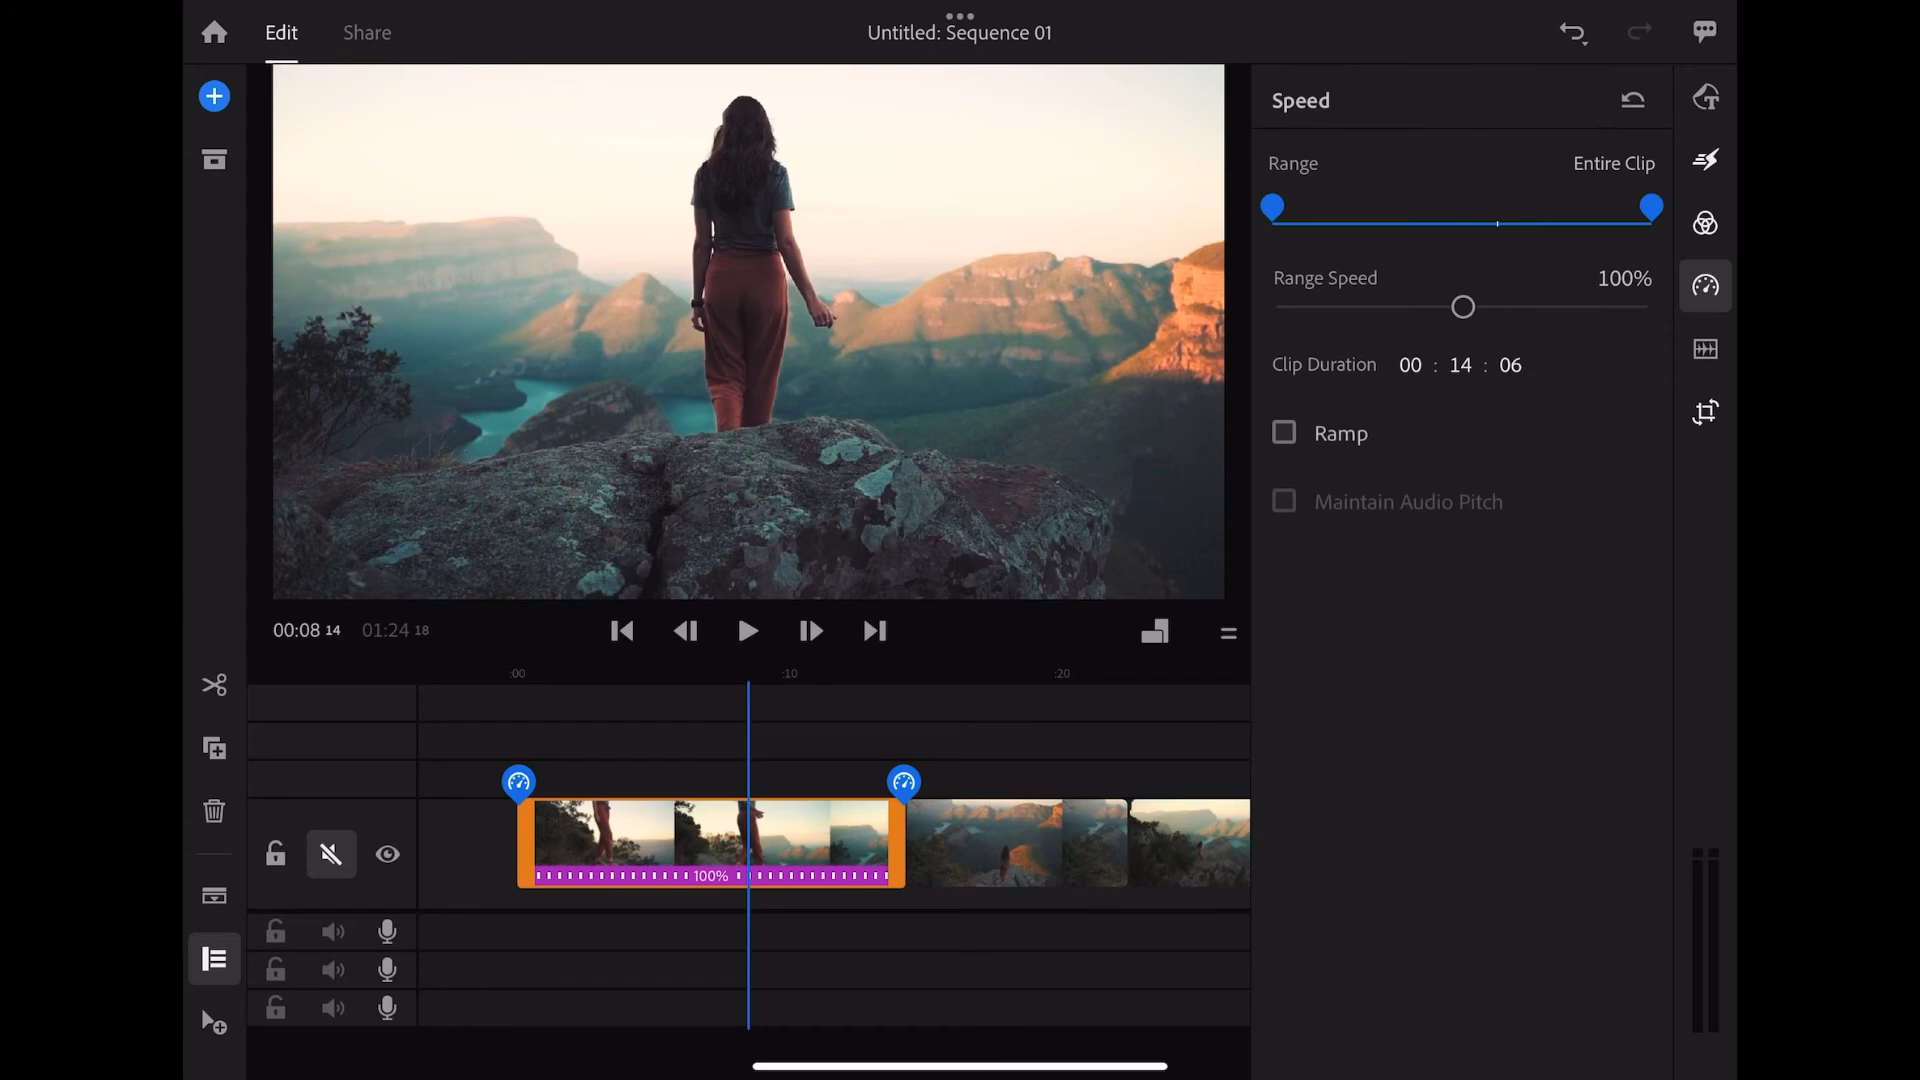 Edit
Share
Untitled: Sequence 01
Speed
Range
Entire Clip
Range Speed
100%
Clip Duration 00 : 14 : 06
Ramp
Maintain Audio Pitch
00:08 14
01:24 18
:00
:10
:20
100%